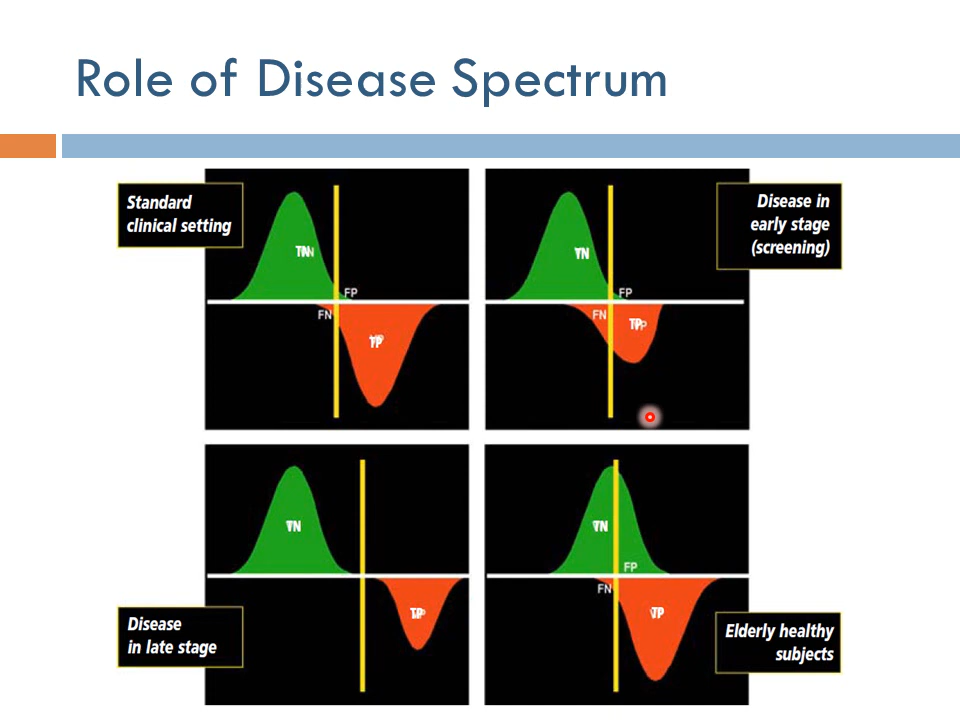 Role of Disease Spectrum
Standard
clinical setting
TN
FP
FN
TP
Disease in
early stage
(screening)
TN
FP
FN
TP
Disease
in late stage
TN
TP
Elderly healthy
subjects
TN
FP
FN
TP